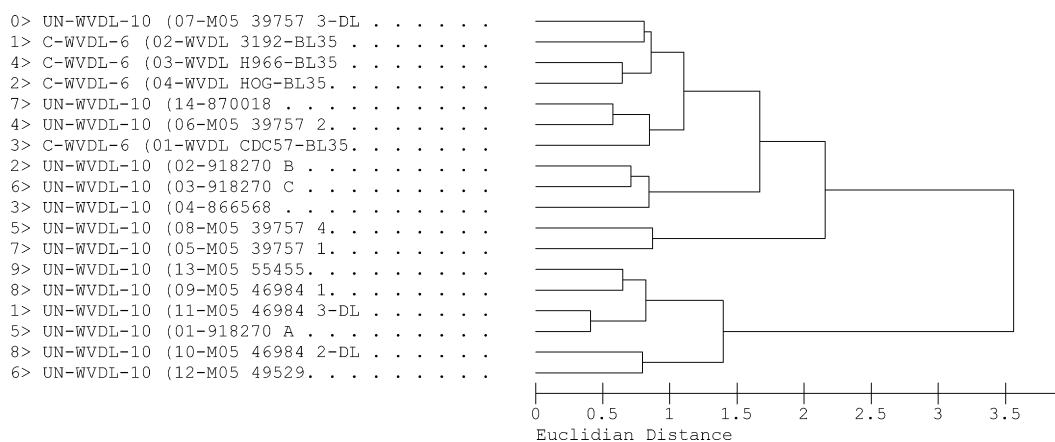 0> UN-WVDL-10 (07-M05 39757 3-DL . . . . . .
1> C-WVDL-6 (02-WVDL 3192-BL35 . . . . . . .
4> C-WVDL-6 (03-WVDL H966-BL35 . . . . . . .
2> C-WVDL-6 (04-WVDL HOG-BL35. . . . . . . .
7> UN-WVDL-10 (14-870018 . . . . . . . . . .
4> UN-WVDL-10 (06-M05 39757 2. . . . . . . .
3> C-WVDL-6 (01-WVDL CDC57-BL35. . . . . . .
2> UN-WVDL-10 (02-918270 B . . . . . . . . .
6> UN-WVDL-10 (03-918270 C . . . . . . . . .
3> UN-WVDL-10 (04-866568 . . . . . . . . . .
5> UN-WVDL-10 (08-M05 39757 4. . . . . . . .
7> UN-WVDL-10 (05-M05 39757 1. . . . . . . .
9> UN-WVDL-10 (13-M05 55455. . . . . . . . .
8> UN-WVDL-10 (09-M05 46984 1. . . . . . . .
1> UN-WVDL-10 (11-M05 46984 3-DL . . . . . .
5> UN-WVDL-10 (01-918270 A . . . . . . . . .
8> UN-WVDL-10 (10-M05 46984 2-DL . . . . . .
6> UN-WVDL-10 (12-M05 49529. . . . . . . . .
0 0.5 1 1.5 2 2.5 3 3.5
Euclidian Distance